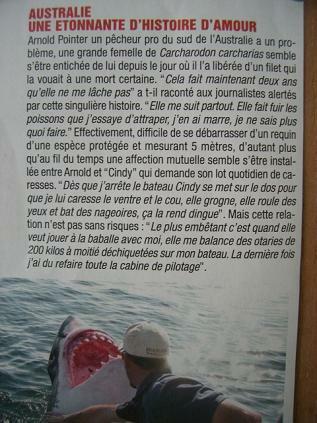 AUSTRALIE
UNE ETONNANTE D'HISTOIRE D'AMOUR
Arnold Pointer un pêcheur pro du sud de l'Australie a un pro-
blème, une grande femelle de Carcharodon carcharias semble
s'être entichée de lui depuis le jour où il l'a libérée d'un filet qui
la vouait à une mort certaine. “Cela fait maintenant deux ans
qu'elle ne me lâche pas” a t-il raconté aux journalistes alertés
par cette singulière histoire. “Elle me suit partout. Elle fait fuir les
poissons que j'essaye d'attraper, j'en ai marre, je ne sais plus
quoi faire.” Effectivement, difficile de se débarrasser d'un requin
d'une espèce protégée et mesurant 5 mètres, d'autant plus
qu'au fil du temps une affection mutuelle semble s'être instal-
lée entre Arnold et “Cindy” qui demande son lot quotidien de ca-
resses. “Dès que j'arrête le bateau Cindy se met sur le dos pour
que je lui caresse le ventre et le cou, elle grogne, elle roule des
yeux et bat des nageoires, ça la rend dingue”. Mais cette rela-
tion n'est pas sans risques : “Le plus embêtant c'est quand elle
veut jouer à la baballe avec moi, elle me balance des otaries de
200 kilos à moitié déchiquetées sur mon bateau. La dernière fois
j'ai du refaire toute la cabine de pilotage”.